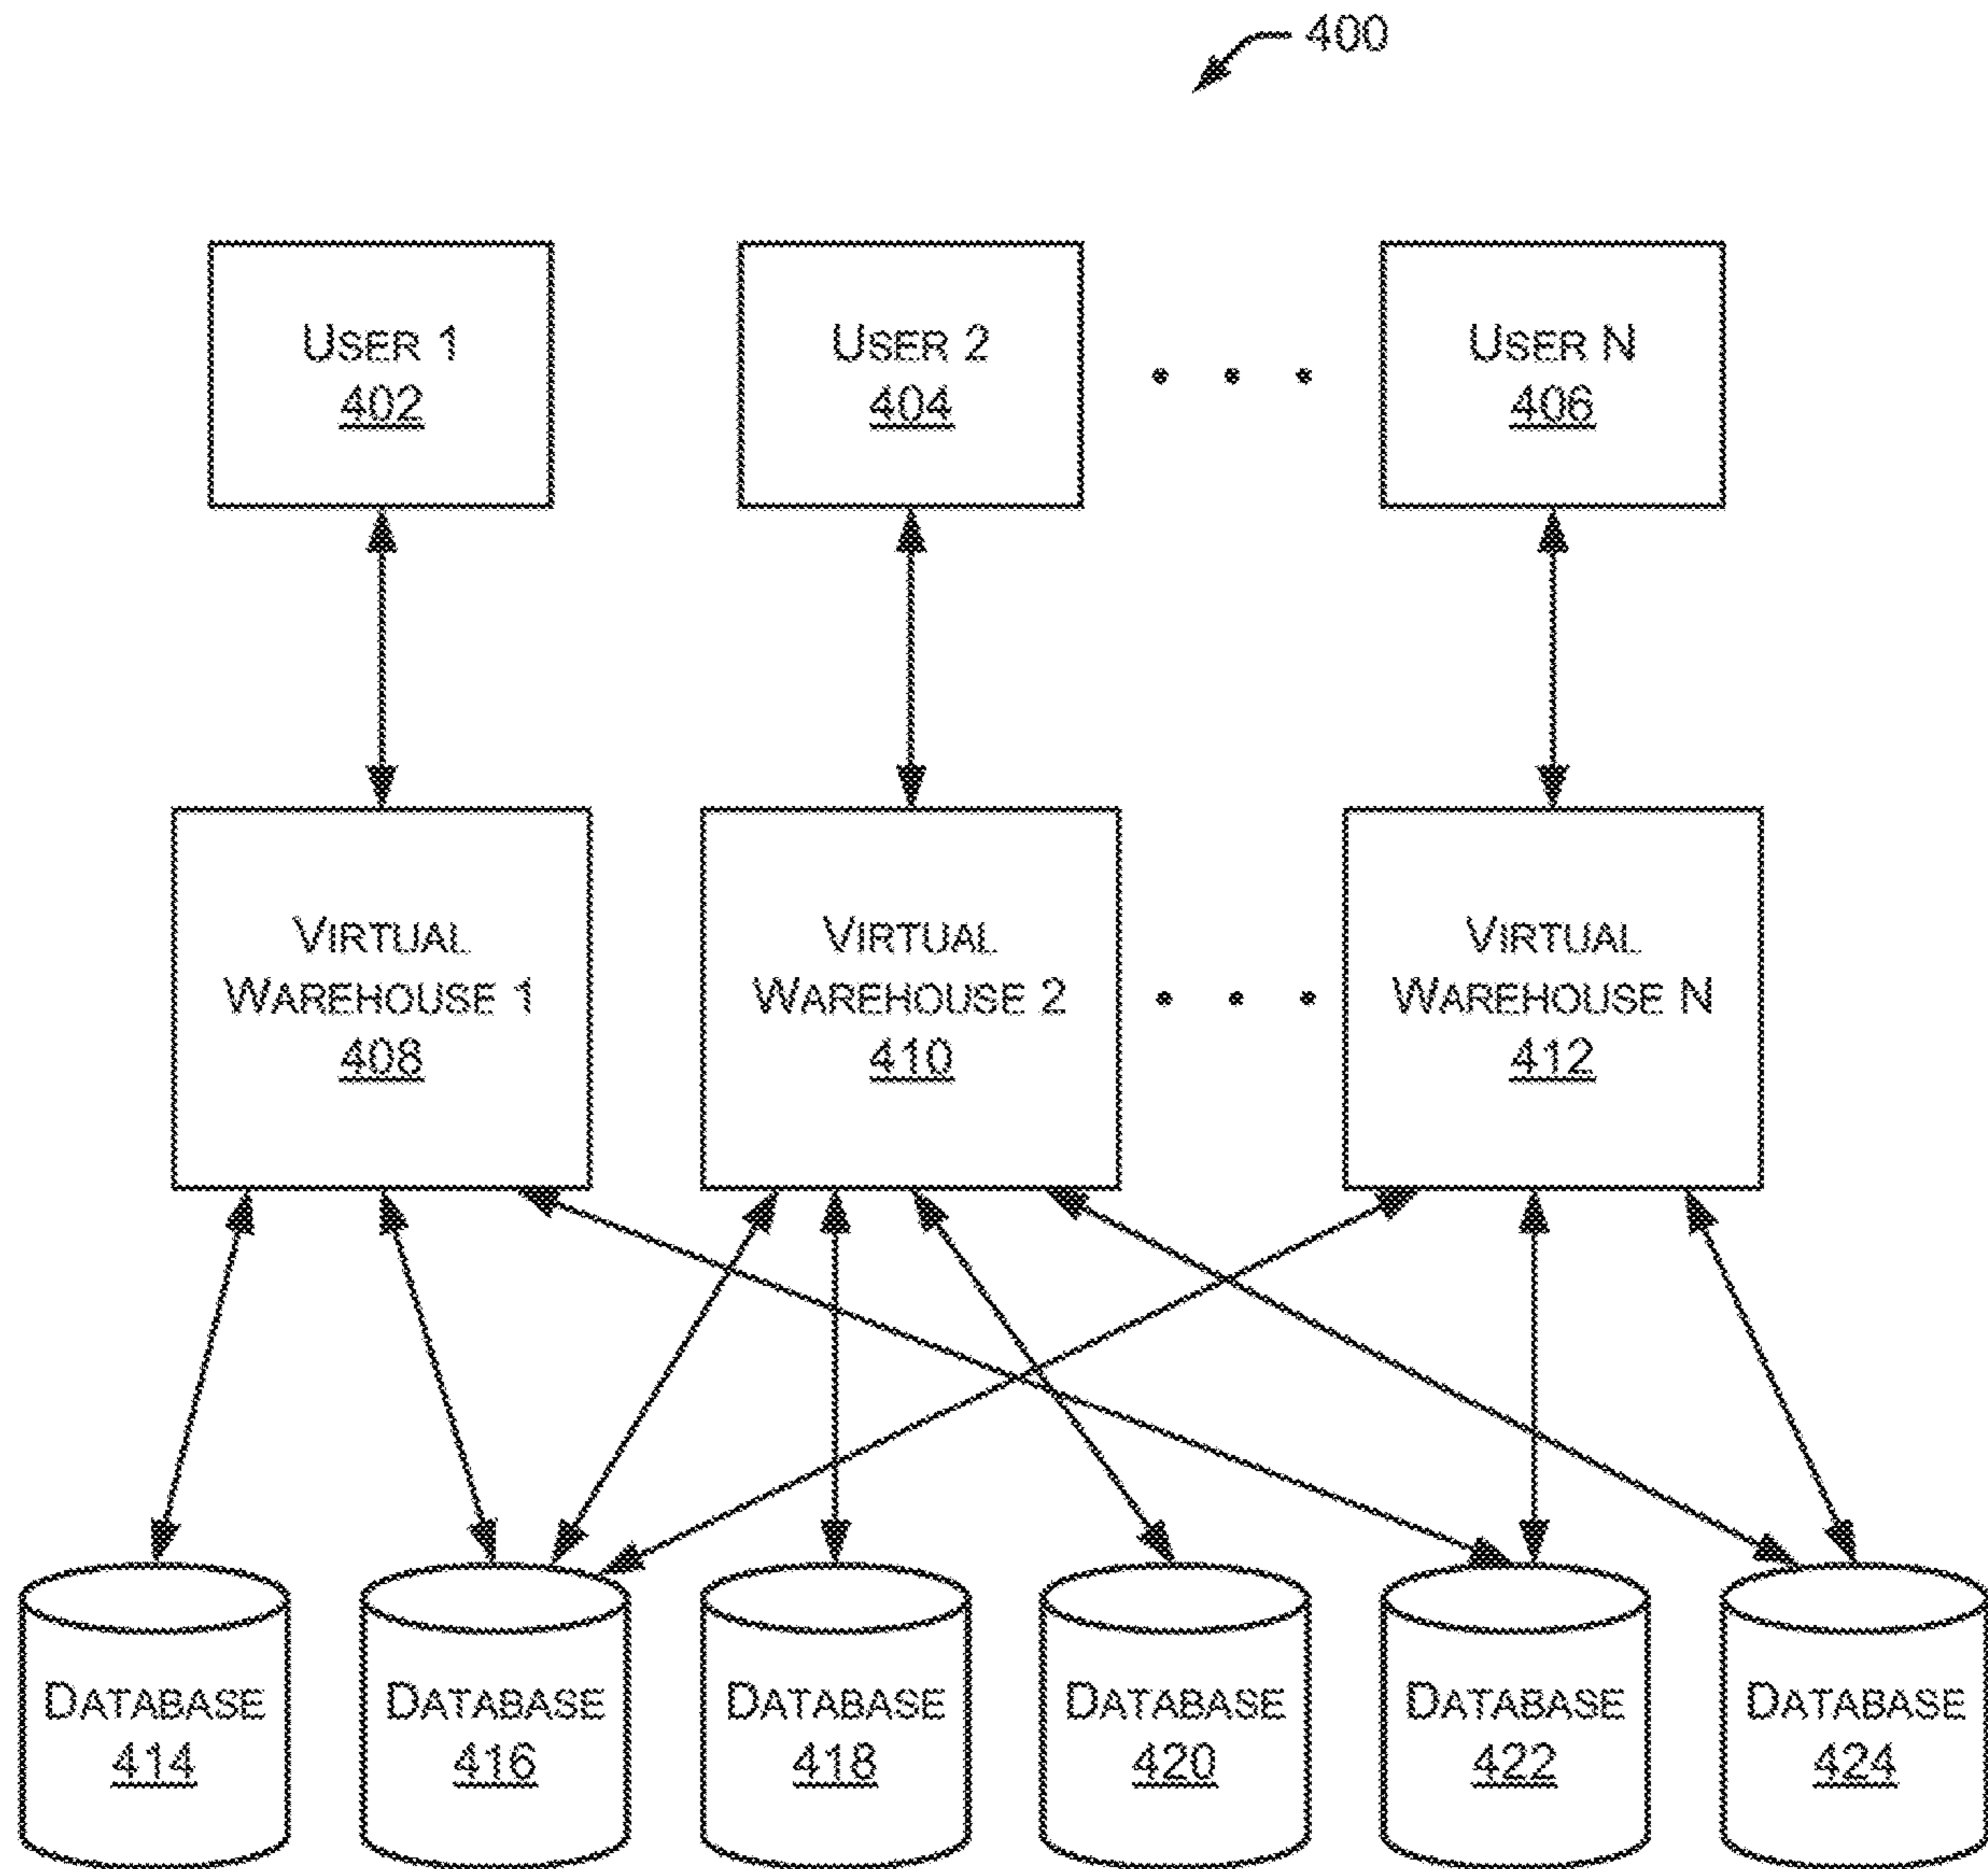 400
USER 1
402
USER 2
404
USER N
406
VIRTUAL
WAREHOUSE 1
408
VIRTUAL
WAREHOUSE 2
410
VIRTUAL
WAREHOUSE N
412
DATABASE
414
DATABASE
416
DATABASE
418
DATABASE
420
DATABASE
422
DATABASE
424